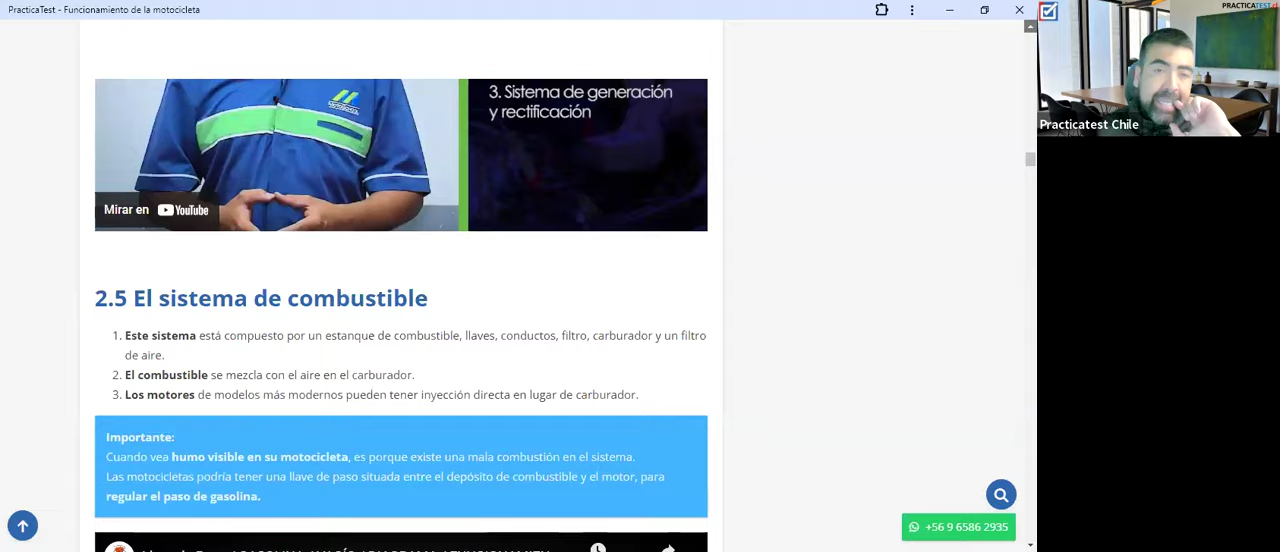 PracticaTest - Funcionamiento de la motocicleta
PRACTICATEST.cl
Practicatest Chile
3. Sistema de generación
y rectificación
Mirar en YouTube
2.5 El sistema de combustible
1. Este sistema está compuesto por un estanque de combustible, llaves, conductos, filtro, carburador y un filtro
de aire.
2. El combustible se mezcla con el aire en el carburador.
3. Los motores de modelos más modernos pueden tener inyección directa en lugar de carburador.
Importante:
Cuando vea humo visible en su motocicleta, es porque existe una mala combustión en el sistema.
Las motocicletas podría tener una llave de paso situada entre el depósito de combustible y el motor, para
regular el paso de gasolina.
+56 9 6586 2935